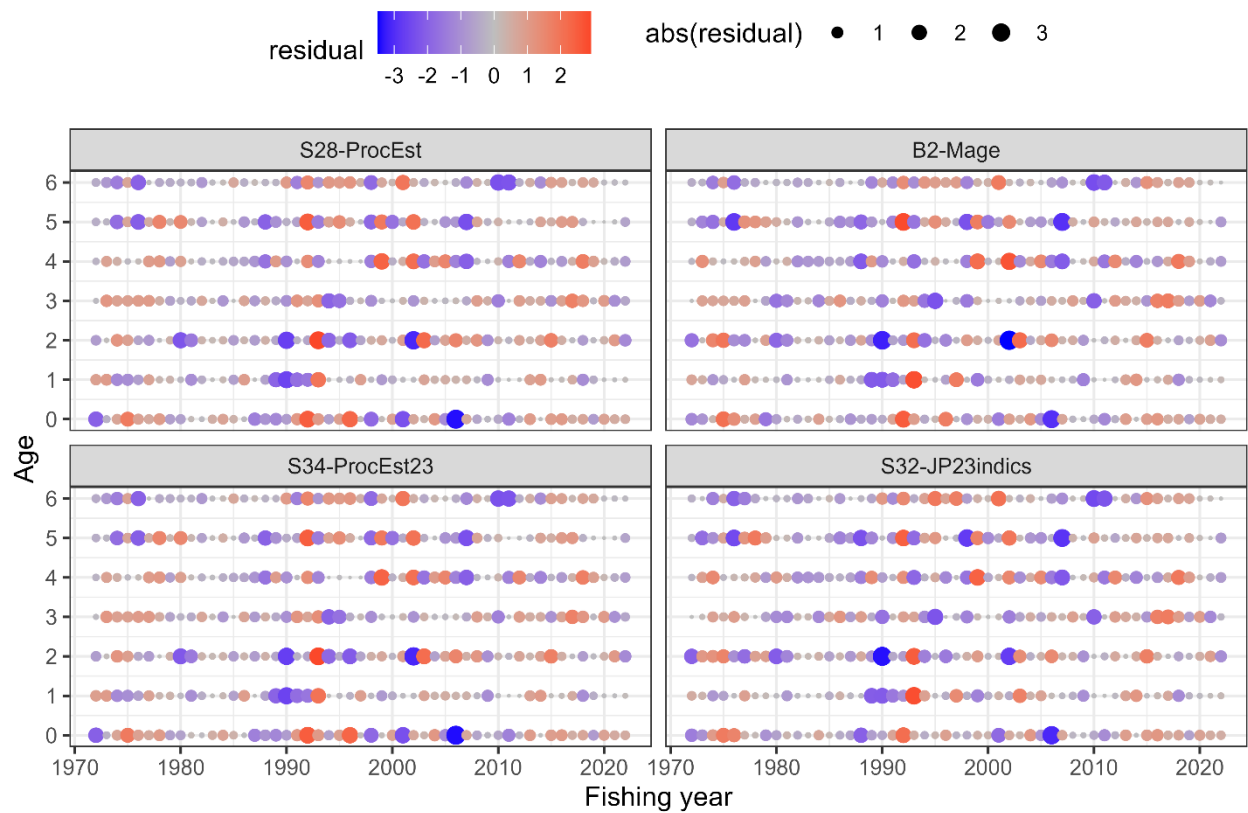 residual
-3 -2 -1 0 1 2
abs(residual)
1 2 3
S28-ProcEst
B2-Mage
6
5
4
3
2
1
0
Age
S34-ProcEst23
S32-JP23indics
6
5
4
3
2
1
0
1970 1980 1990 2000 2010 2020 1970 1980 1990 2000 2010 2020
Fishing year